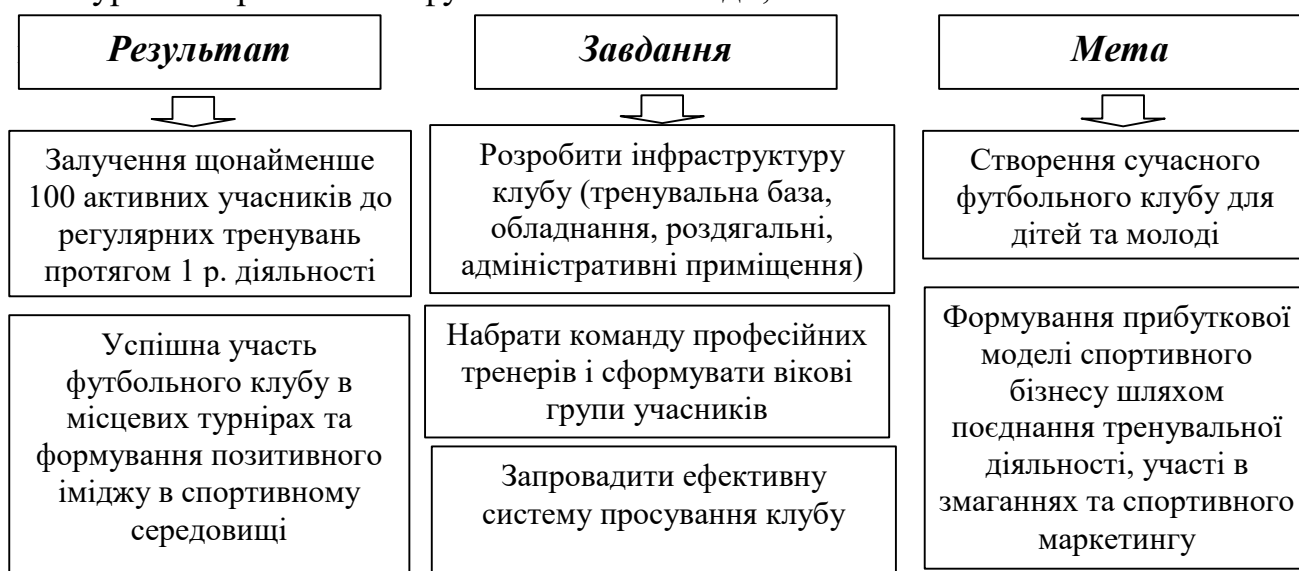 Результат
Залучення щонайменше
100 активних учасників до
регулярних тренувань
протягом 1 р. діяльності
Успішна участь
футбольного клубу в
місцевих турнірах та
формування позитивного
іміджу в спортивному
середовищі
Завдання
Розробити інфраструктуру
клубу (тренувальна база,
обладнання, роздягальні,
адміністративні приміщення)
Набрати команду професійних
тренерів і сформувати вікові
групи учасників
Запровадити ефективну
систему просування клубу
Мета
Створення сучасного
футбольного клубу для
дітей та молоді
Формування прибуткової
моделі спортивного
бізнесу шляхом
поєднання тренувальної
діяльності, участі в
змаганнях та спортивного
маркетингу